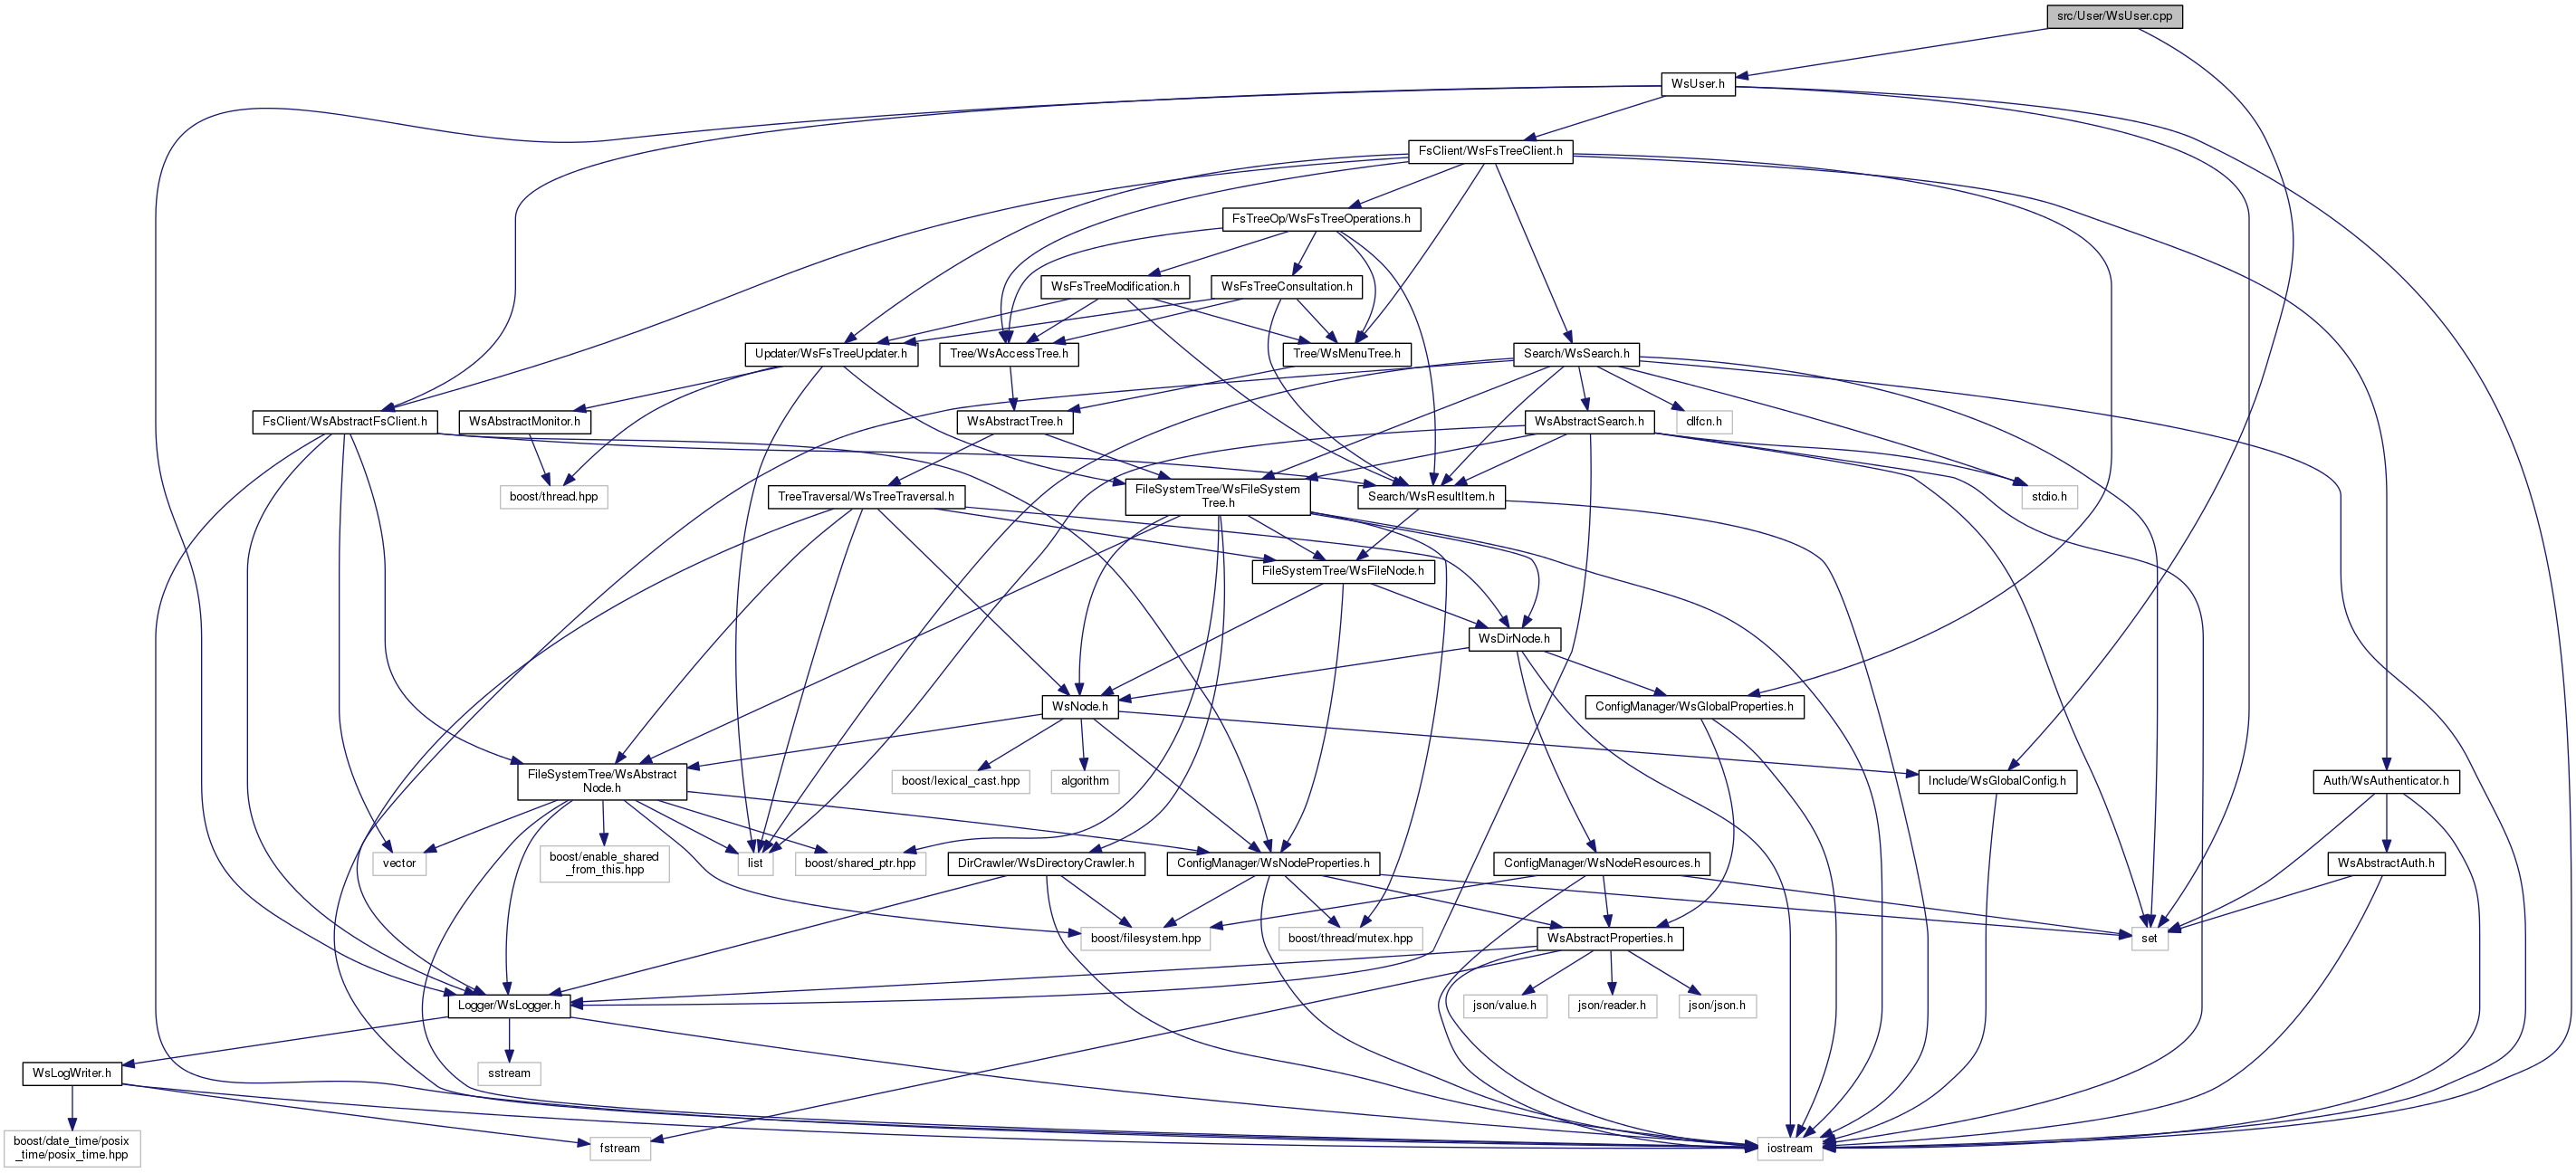 src/User/WsUser.cpp
WsUser.h
FsClient/WsFsTreeClient.h
FsTreeOp/WsFsTreeOperations.h
WsFsTreeModification.h
WsFsTreeConsultation.h
Updater/WsFsTreeUpdater.h
Tree/WsAccessTree.h
Tree/WsMenuTree.h
Search/WsSearch.h
FsClient/WsAbstractFsClient.h
WsAbstractMonitor.h
WsAbstractTree.h
WsAbstractSearch.h
dlfcn.h
boost/thread.hpp
TreeTraversal/WsTreeTraversal.h
FileSystemTree/WsFileSystem
Tree.h
Search/WsResultItem.h
stdio.h
FileSystemTree/WsFileNode.h
WsDirNode.h
WsNode.h
ConfigManager/WsGlobalProperties.h
FileSystemTree/WsAbstract
Node.h
boost/lexical_cast.hpp
algorithm
Include/WsGlobalConfig.h
Auth/WsAuthenticator.h
vector
boost/enable_shared
_from_this.hpp
list
boost/shared_ptr.hpp
DirCrawler/WsDirectoryCrawler.h
ConfigManager/WsNodeProperties.h
ConfigManager/WsNodeResources.h
WsAbstractAuth.h
boost/filesystem.hpp
boost/thread/mutex.hpp
WsAbstractProperties.h
set
Logger/WsLogger.h
json/value.h
json/reader.h
json/json.h
WsLogWriter.h
sstream
boost/date_time/posix
_time/posix_time.hpp
fstream
iostream